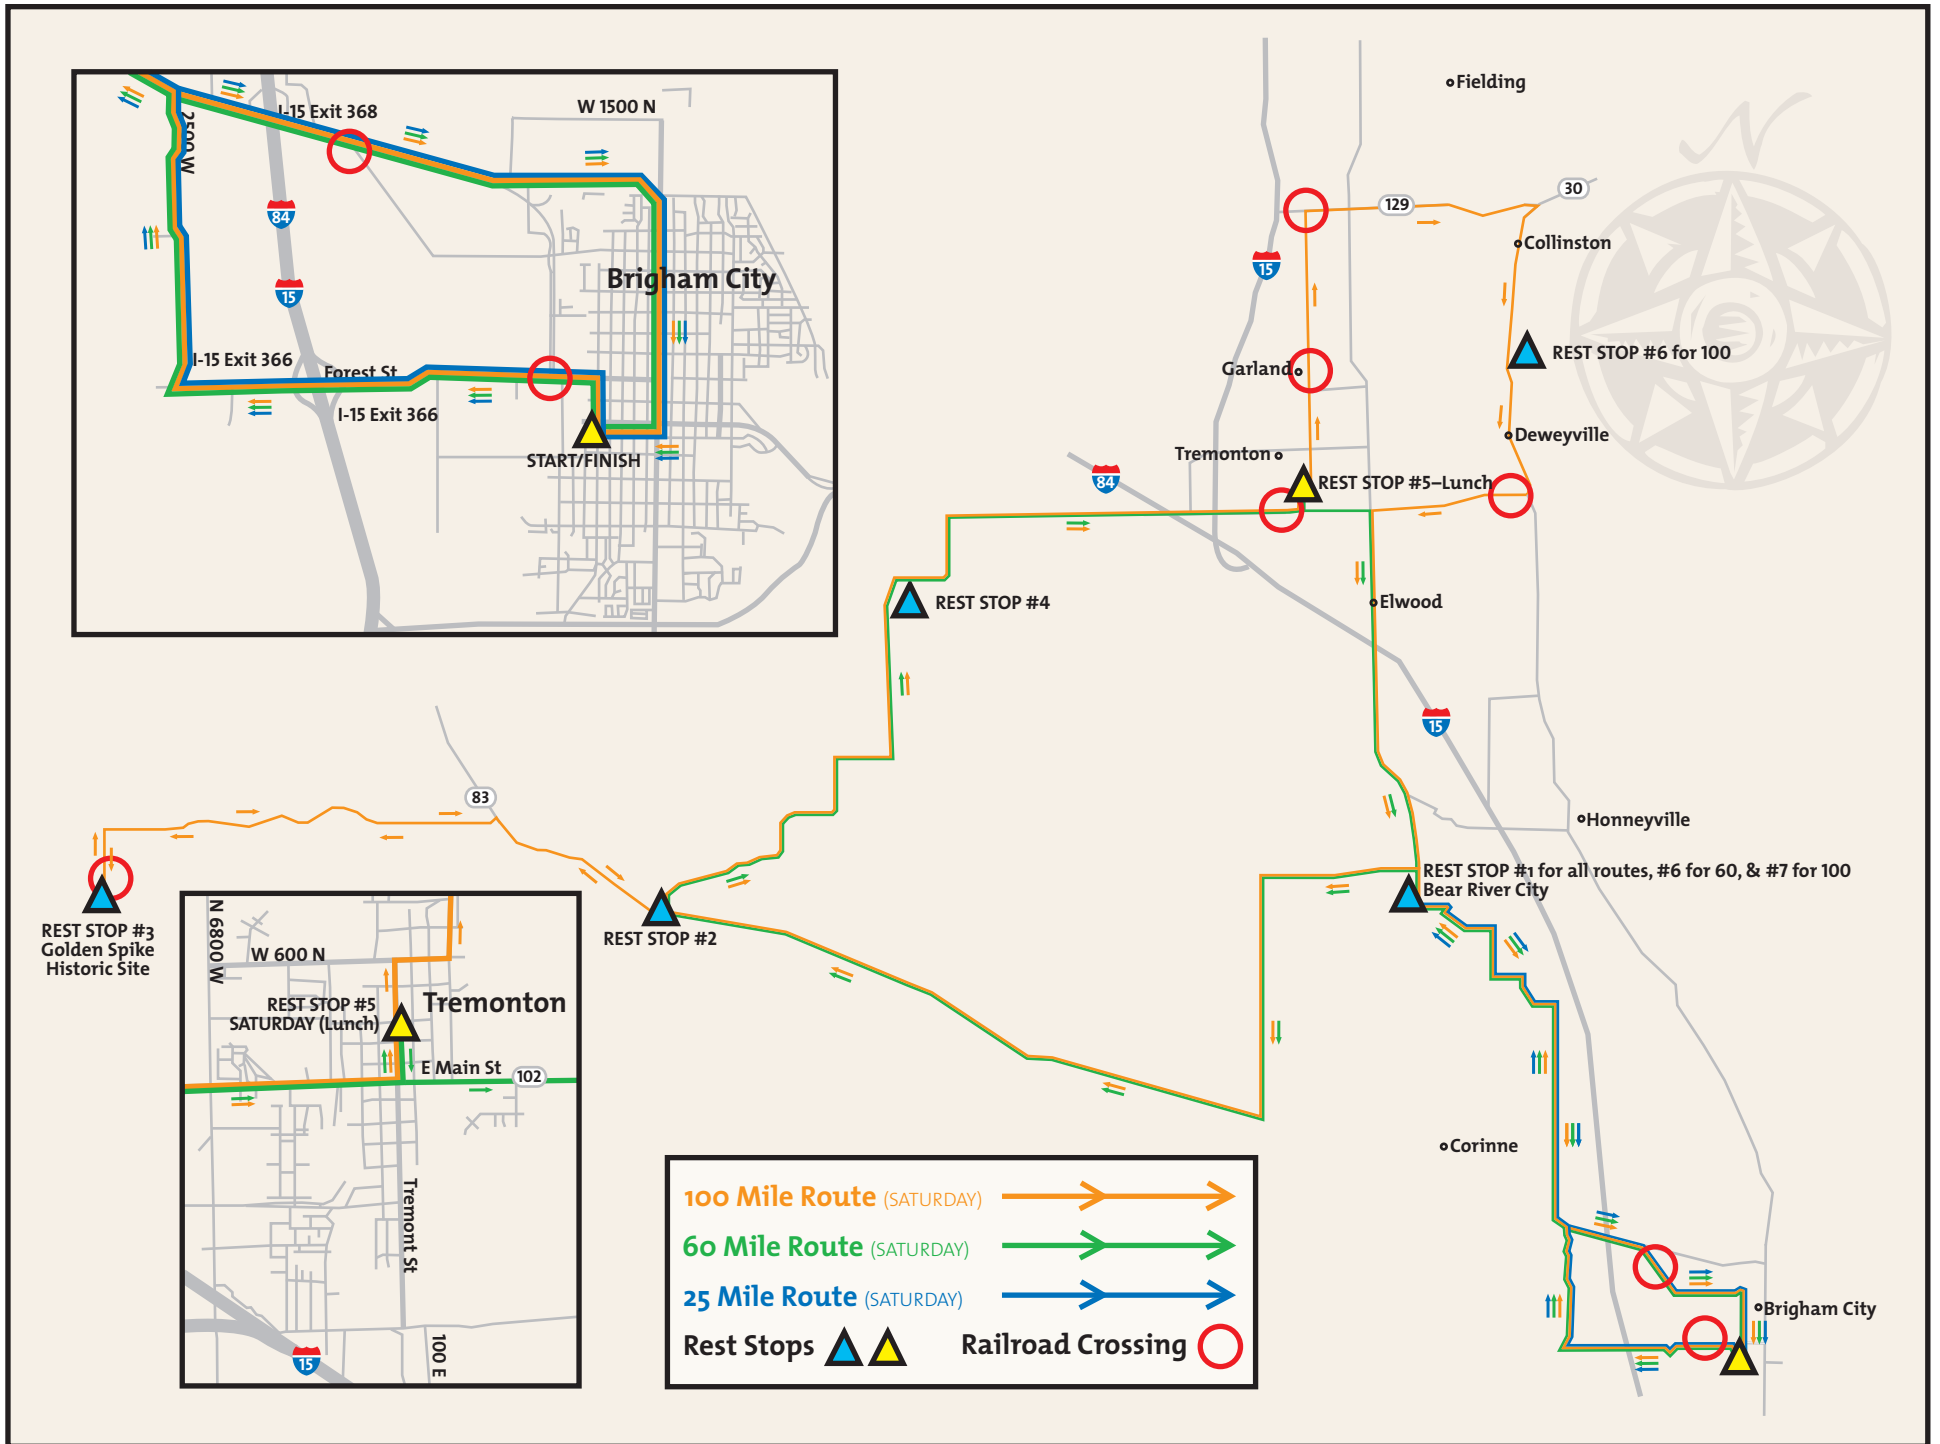 I-15 Exit 368
W 1500 N
2500 W
84
15
Brigham City
I-15 Exit 366
Forest St
I-15 Exit 366
START/FINISH
Fielding
N
30
129
Collinston
15
REST STOP #6 for 100
Garland
Deweyville
Tremonton
84
REST STOP #5–Lunch
REST STOP #4
Elwood
15
83
Honneyville
REST STOP #1 for all routes, #6 for 60, & #7 for 100
Bear River City
REST STOP #2
REST STOP #3
Golden Spike
Historic Site
N 6800 W
W 600 N
REST STOP #5
SATURDAY (Lunch)
Tremonton
E Main St
102
Tremont St
15
100 E
Corinne
Brigham City
100 Mile Route (SATURDAY)
60 Mile Route (SATURDAY)
25 Mile Route (SATURDAY)
Rest Stops
Railroad Crossing